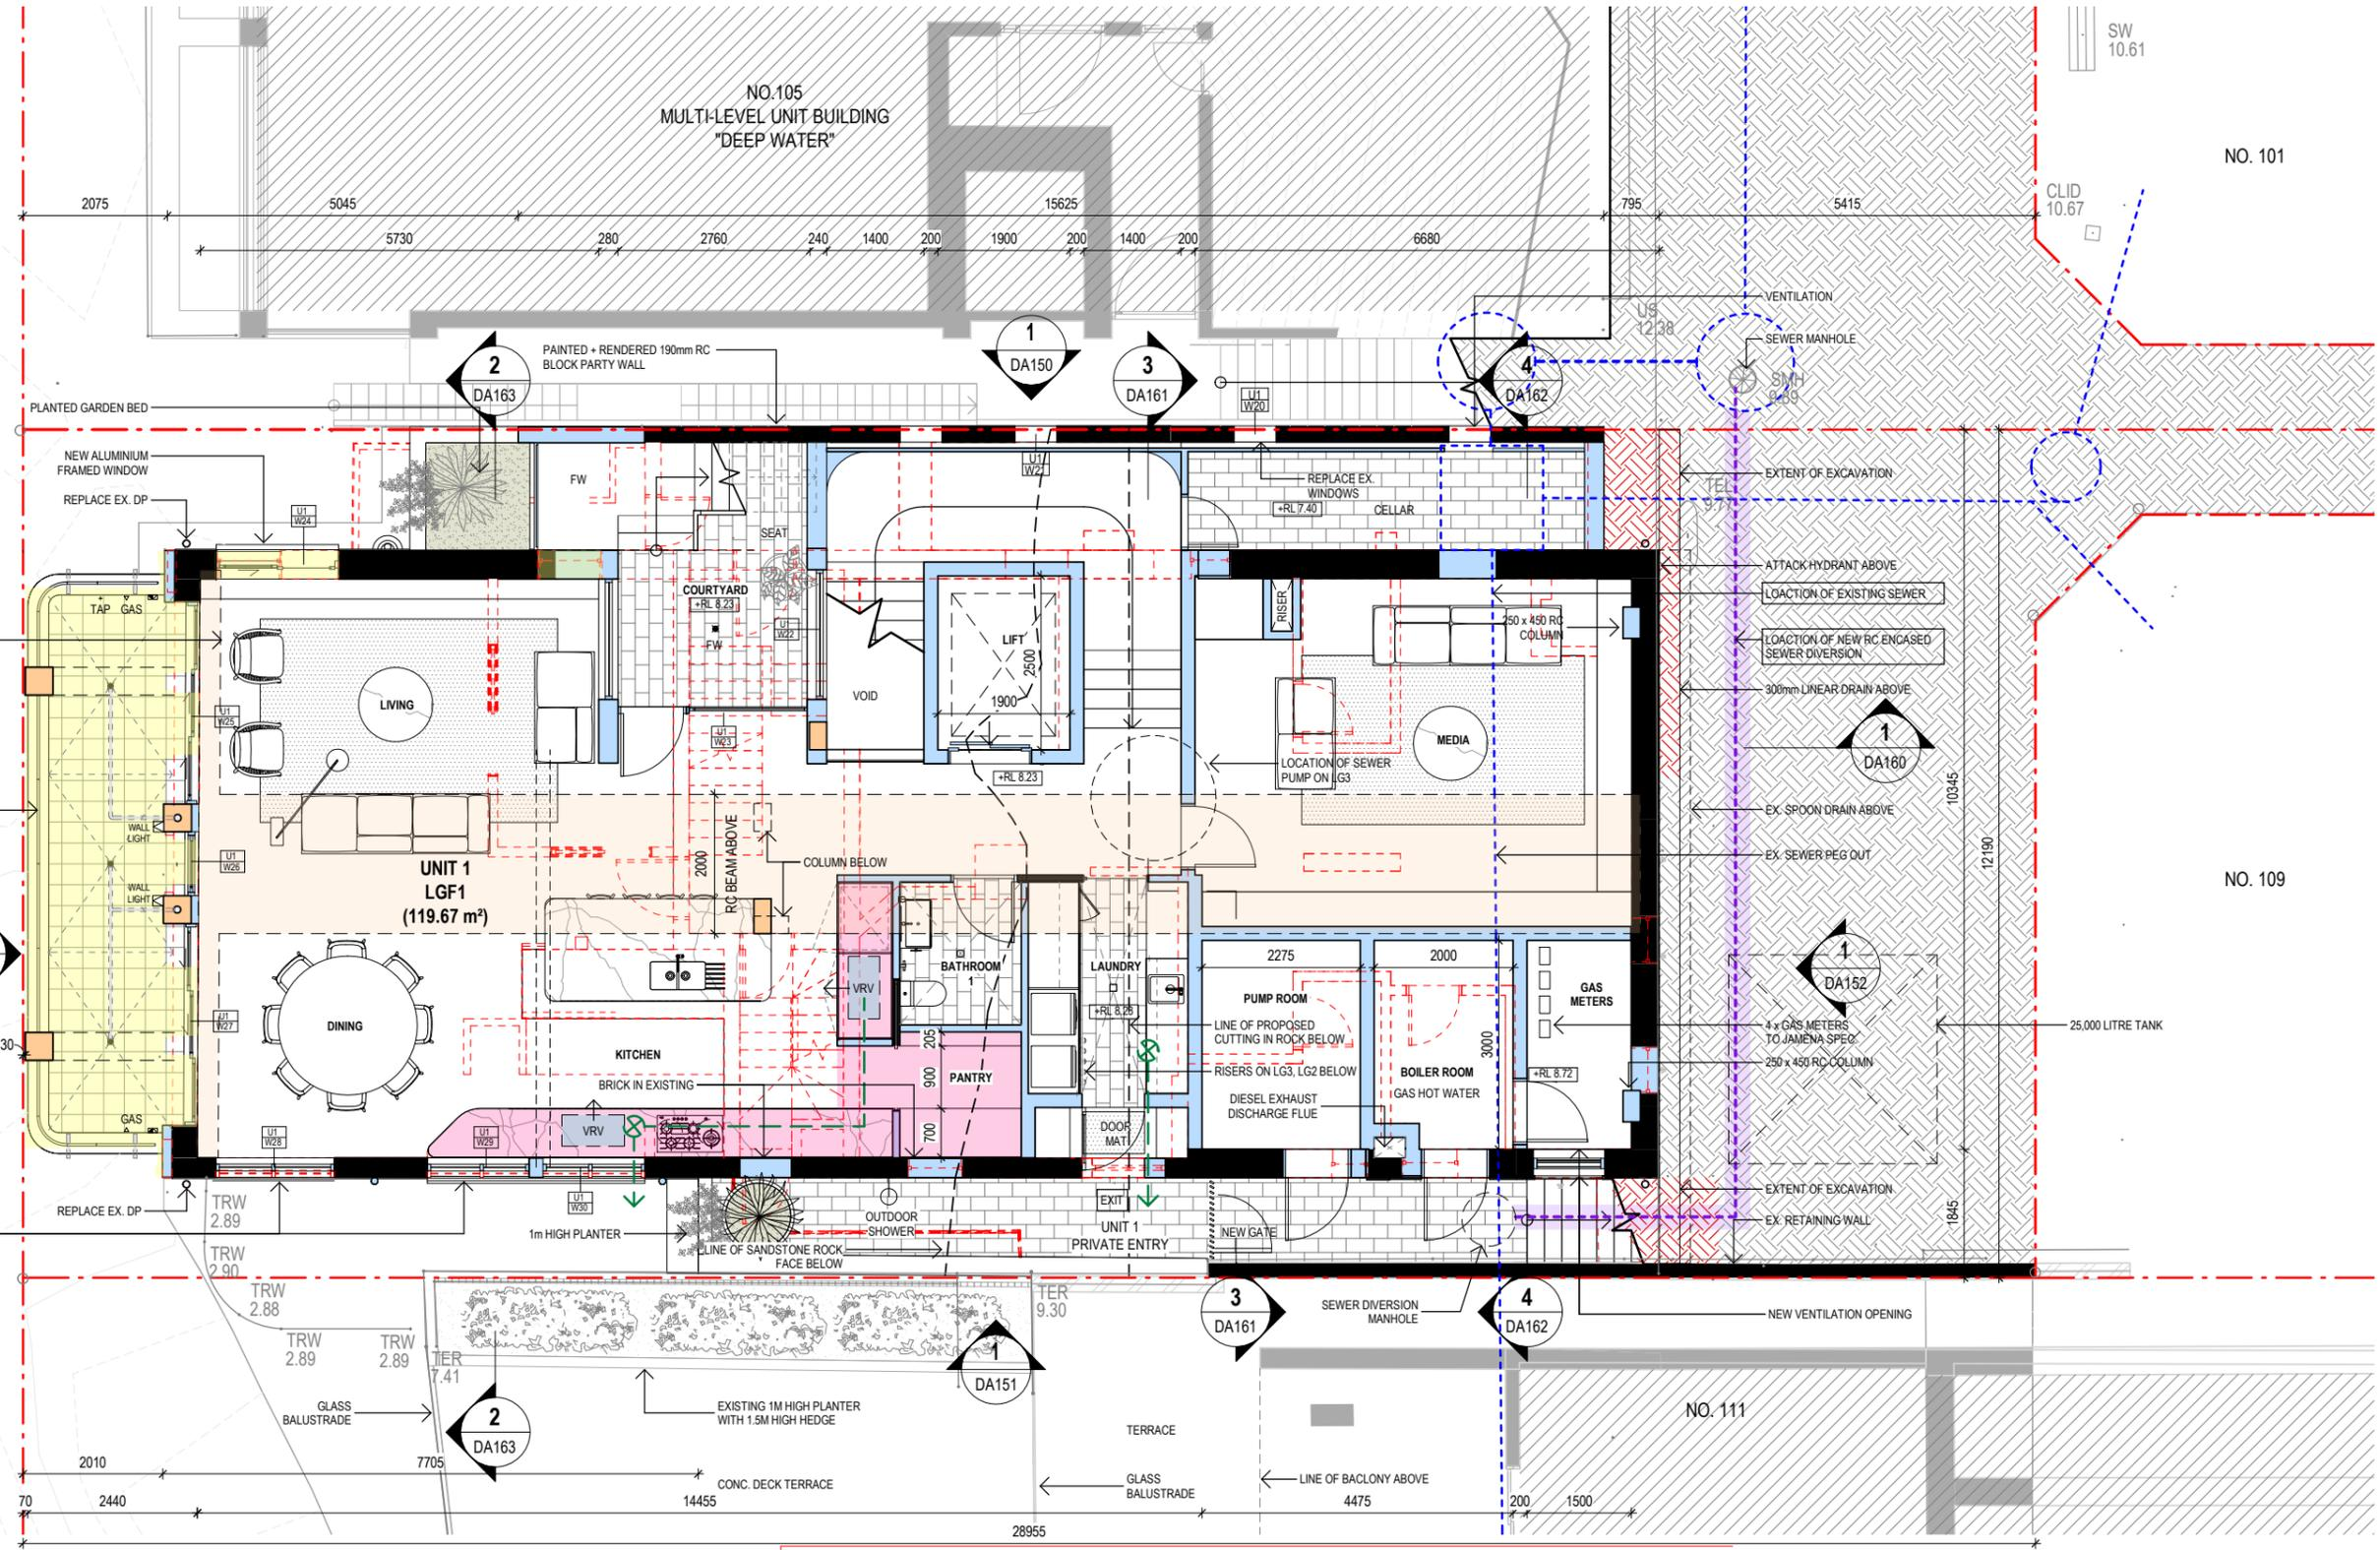 SW
10.61
NO.105
MULTI-LEVEL UNIT BUILDING
"DEEP WATER"
NO. 101
CLID
10.67
2075
5045
15625
795
5415
5730
280
2760
240
1400
200
1900
200
1400
200
6680
VENTILATION
US
12.38
SEWER MANHOLE
SMH
9.89
1
DA150
2
DA163
3
DA161
4
DA162
PAINTED + RENDERED 190mm RC
BLOCK PARTY WALL
PLANTED GARDEN BED
U1
W20
NEW ALUMINIUM
FRAMED WINDOW
REPLACE EX. DP
U1
W24
FW
SEAT
U1
W21
REPLACE EX.
WINDOWS
+RL 7.40
CELLAR
EXTENT OF EXCAVATION
TEL
9.77
ATTACK HYDRANT ABOVE
LOACTION OF EXISTING SEWER
LOACTION OF NEW RC ENCASED
SEWER DIVERSION
300mm LINEAR DRAIN ABOVE
TAP
GAS
COURTYARD
+RL 8.23
FW
U1
W22
LIFT
2500
1900
RISER
250 x 450 RC
COLUMN
LIVING
U1
W25
VOID
U1
W23
MEDIA
1
DA160
LOCATION OF SEWER
PUMP ON LG3
+RL 8.23
EX. SPOON DRAIN ABOVE
10345
12190
WALL
LIGHT
U1
W26
UNIT 1
LGF1
(119.67 m²)
2000
RC BEAM ABOVE
COLUMN BELOW
EX. SEWER PEG OUT
NO. 109
WALL
LIGHT
BATHROOM
1
LAUNDRY
2275
2000
VRV
PUMP ROOM
GAS
METERS
1
DA152
U1
W27
DINING
LINE OF PROPOSED
CUTTING IN ROCK BELOW
4 x GAS METERS
TO JAMENA SPEC.
25,000 LITRE TANK
30
KITCHEN
205
900
PANTRY
3000
RISERS ON LG3, LG2 BELOW
BRICK IN EXISTING
BOILER ROOM
GAS HOT WATER
+RL 8.72
250 x 450 RC COLUMN
DIESEL EXHAUST
DISCHARGE FLUE
GAS
U1
W28
U1
W29
VRV
700
DOOR
MAT
REPLACE EX. DP
TRW
2.89
U1
W30
EXIT
EXTENT OF EXCAVATION
1m HIGH PLANTER
OUTDOOR
SHOWER
UNIT 1
PRIVATE ENTRY
NEW GATE
EX. RETAINING WALL
1845
LINE OF SANDSTONE ROCK
FACE BELOW
TRW
2.90
TRW
2.88
TRW
2.89
TRW
2.89
TER
7.41
TER
9.30
3
DA161
SEWER DIVERSION
MANHOLE
4
DA162
NEW VENTILATION OPENING
1
DA151
GLASS
BALUSTRADE
2
DA163
EXISTING 1M HIGH PLANTER
WITH 1.5M HIGH HEDGE
NO. 111
TERRACE
2010
7705
CONC. DECK TERRACE
GLASS
BALUSTRADE
LINE OF BACLONY ABOVE
70
2440
14455
4475
200
1500
28955